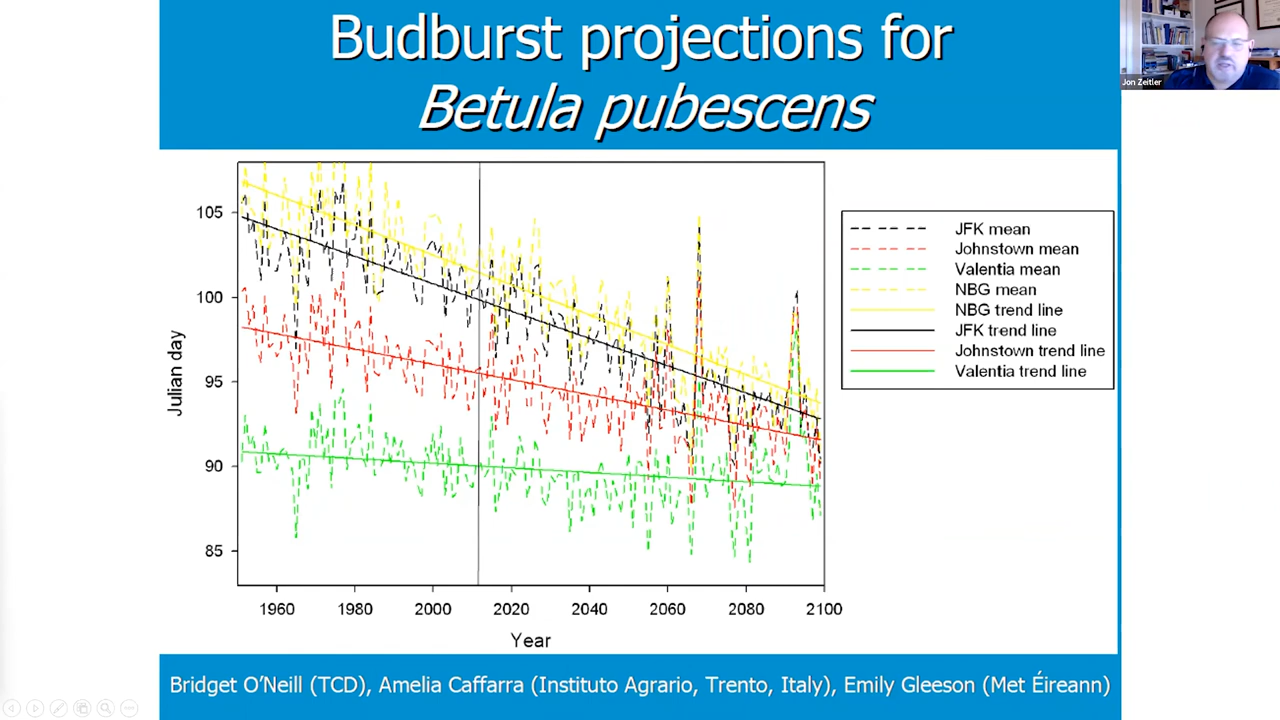 Budburst projections for
Betula pubescens
Jon Zeitler
105
100
95
90
85
Julian day
1960 1980 2000 2020 2040 2060 2080 2100
Year
JFK mean
Johnstown mean
Valentia mean
NBG mean
NBG trend line
JFK trend line
Johnstown trend line
Valentia trend line
Bridget O'Neill (TCD), Amelia Caffarra (Instituto Agrario, Trento, Italy), Emily Gleeson (Met Éireann)